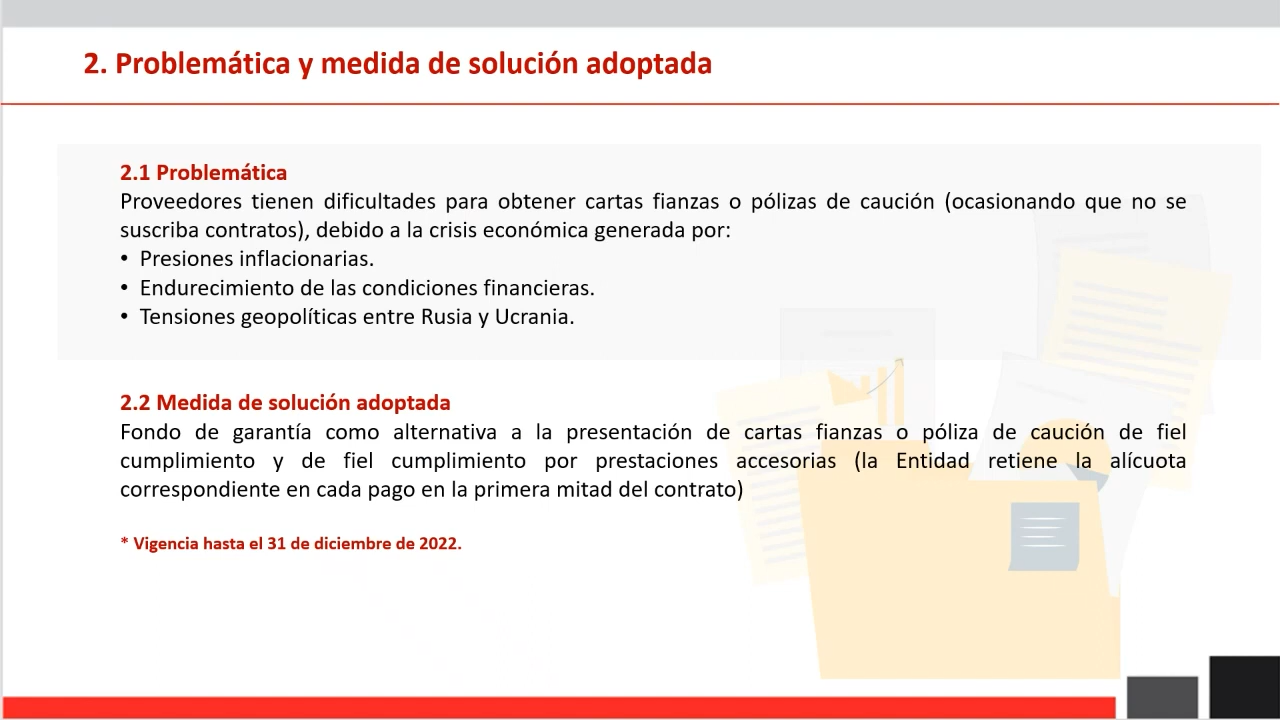 2. Problemática y medida de solución adoptada
2.1 Problemática
Proveedores tienen dificultades para obtener cartas fianzas o pólizas de caución (ocasionando que no se
suscriba contratos), debido a la crisis económica generada por:
• Presiones inflacionarias.
• Endurecimiento de las condiciones financieras.
• Tensiones geopolíticas entre Rusia y Ucrania.
2.2 Medida de solución adoptada
Fondo de garantía como alternativa a la presentación de cartas fianzas o póliza de caución de fiel
cumplimiento y de fiel cumplimiento por prestaciones accesorias (la Entidad retiene la alícuota
correspondiente en cada pago en la primera mitad del contrato)
* Vigencia hasta el 31 de diciembre de 2022.